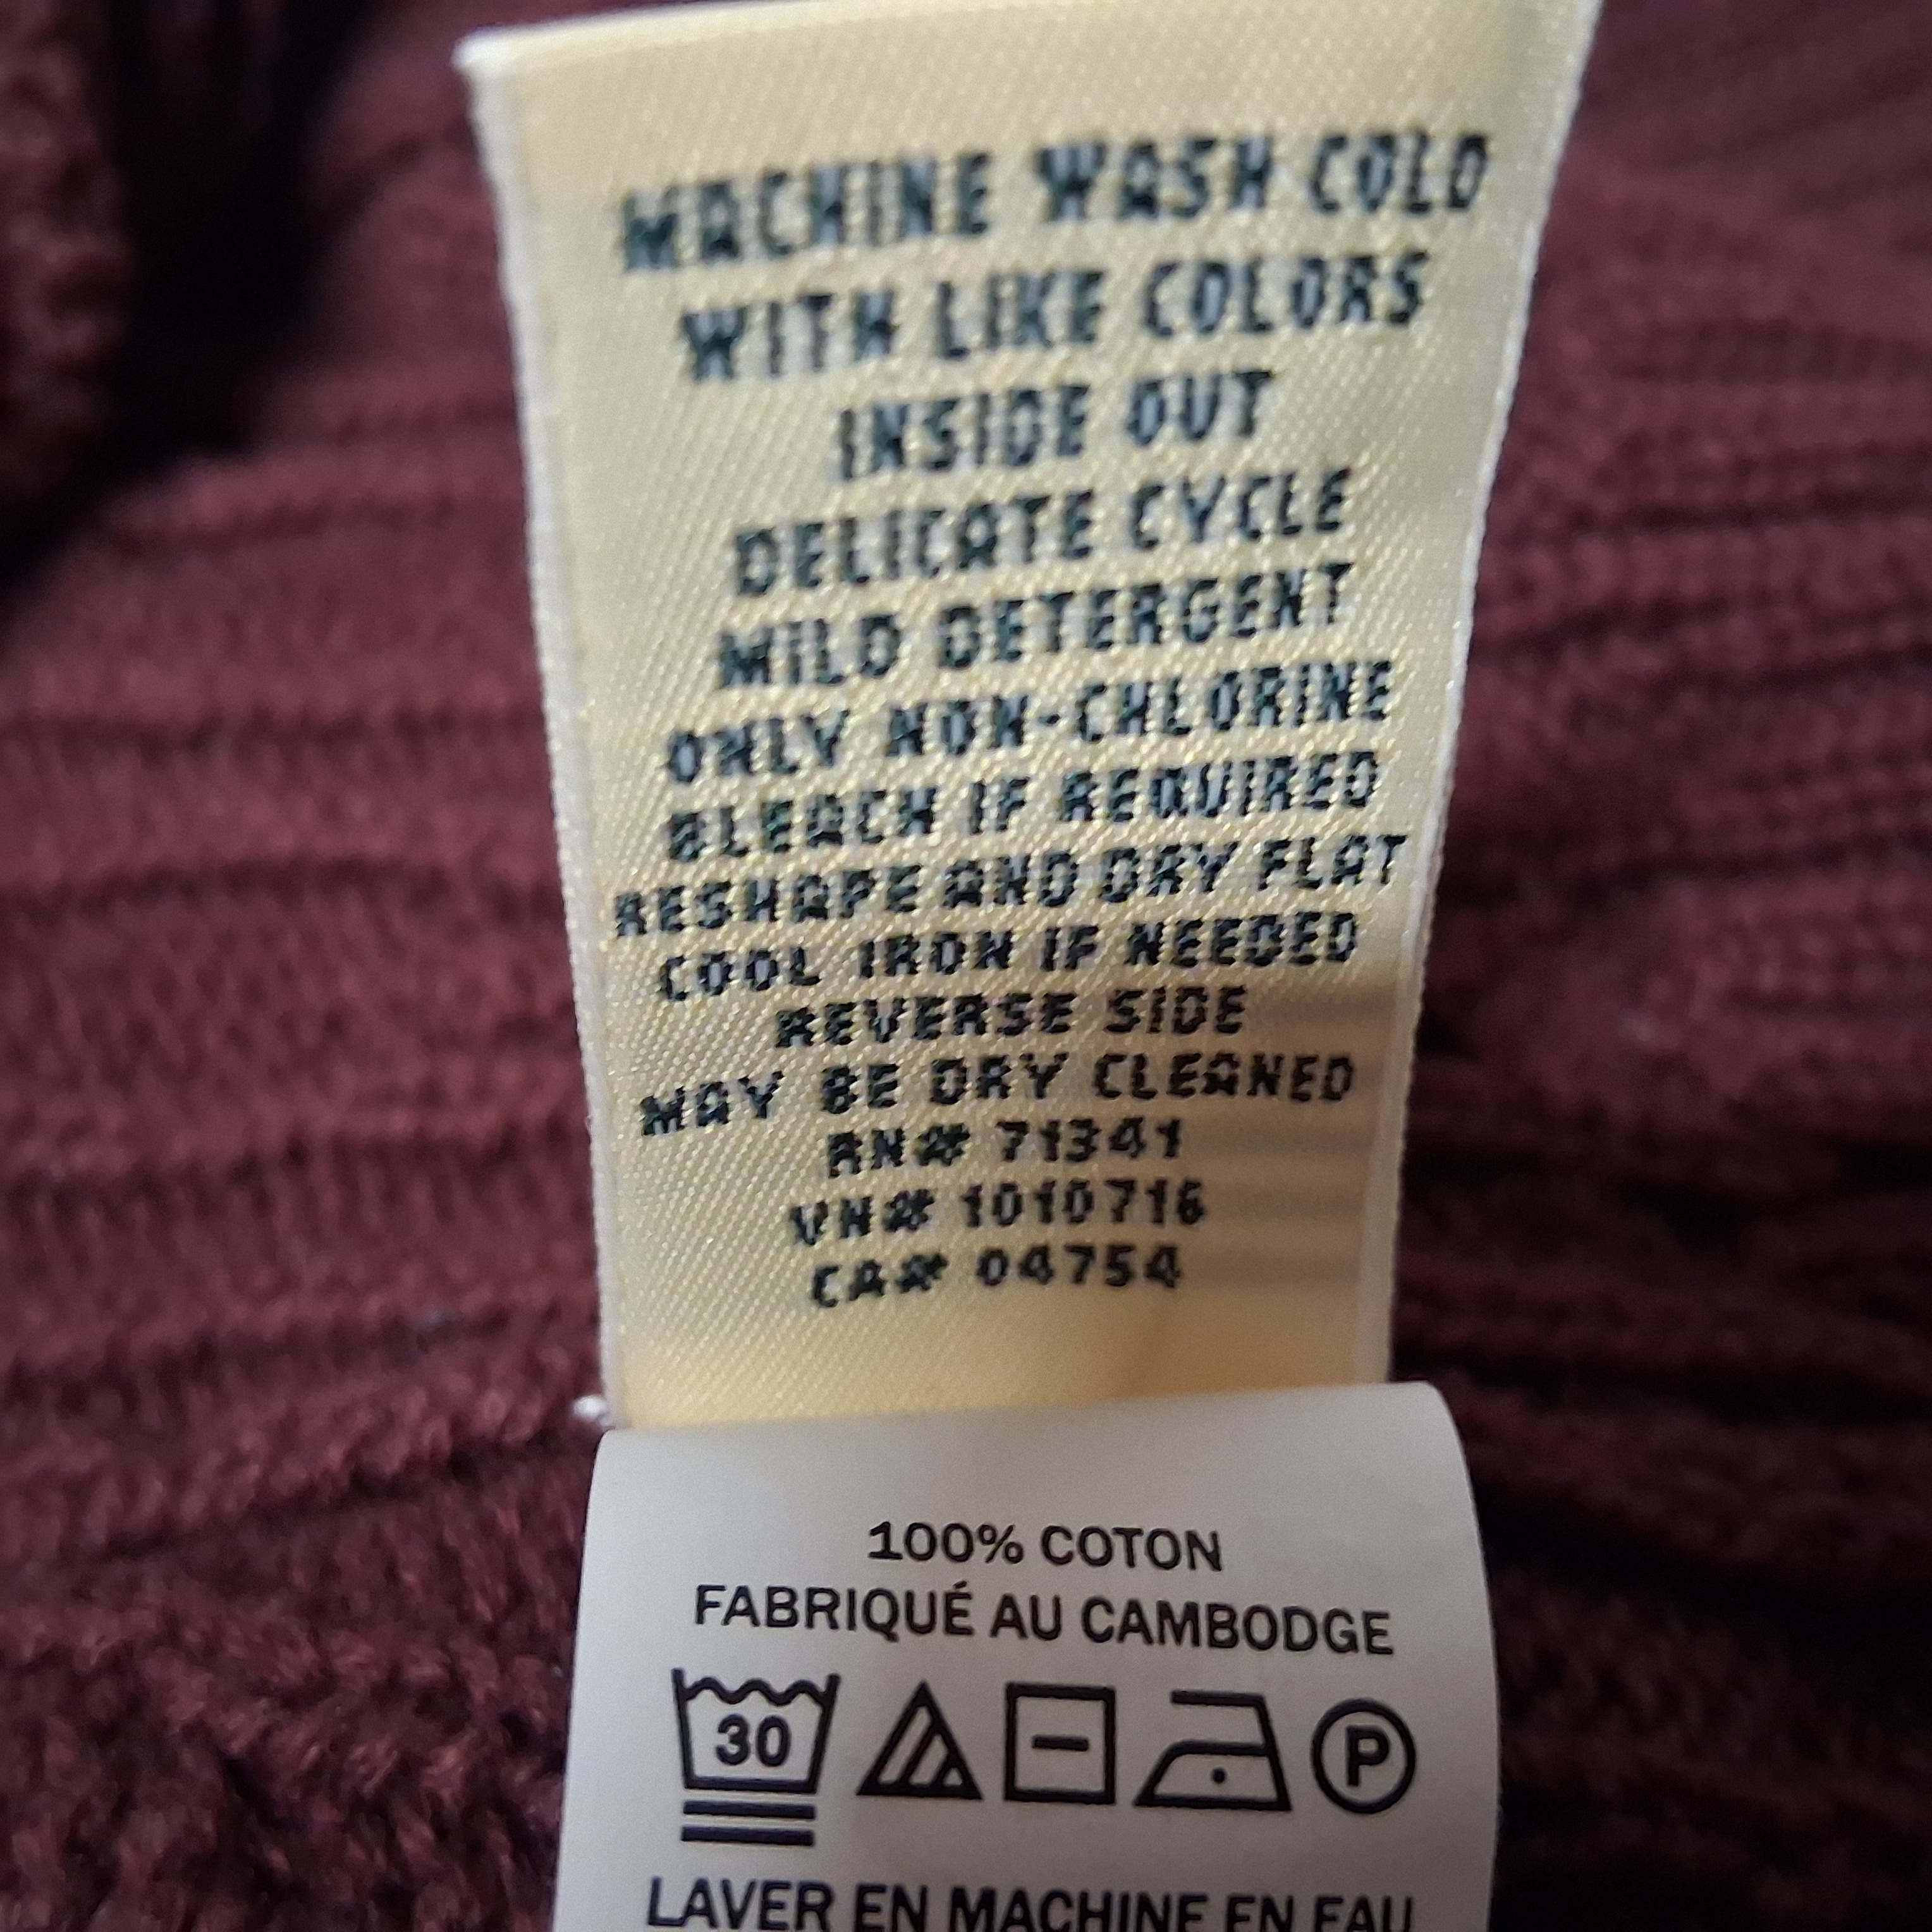 MACHINE WASH COLD
WITH LIKE COLORS
INSIDE OUT
DELICATE CYCLE
MILD DETERGENT
ONLY NON-CHLORINE
BLEACH IF REQUIRED
RESHAPE AND DRY FLAT
COOL IRON IF NEEDED
REVERSE SIDE
MAY BE DRY CLEANED
RN# 71341
VN# 1010716
CA# 04754
100% COTON
FABRIQUÉ AU CAMBODGE
30 P
LAVER EN MACHINE EN EAU